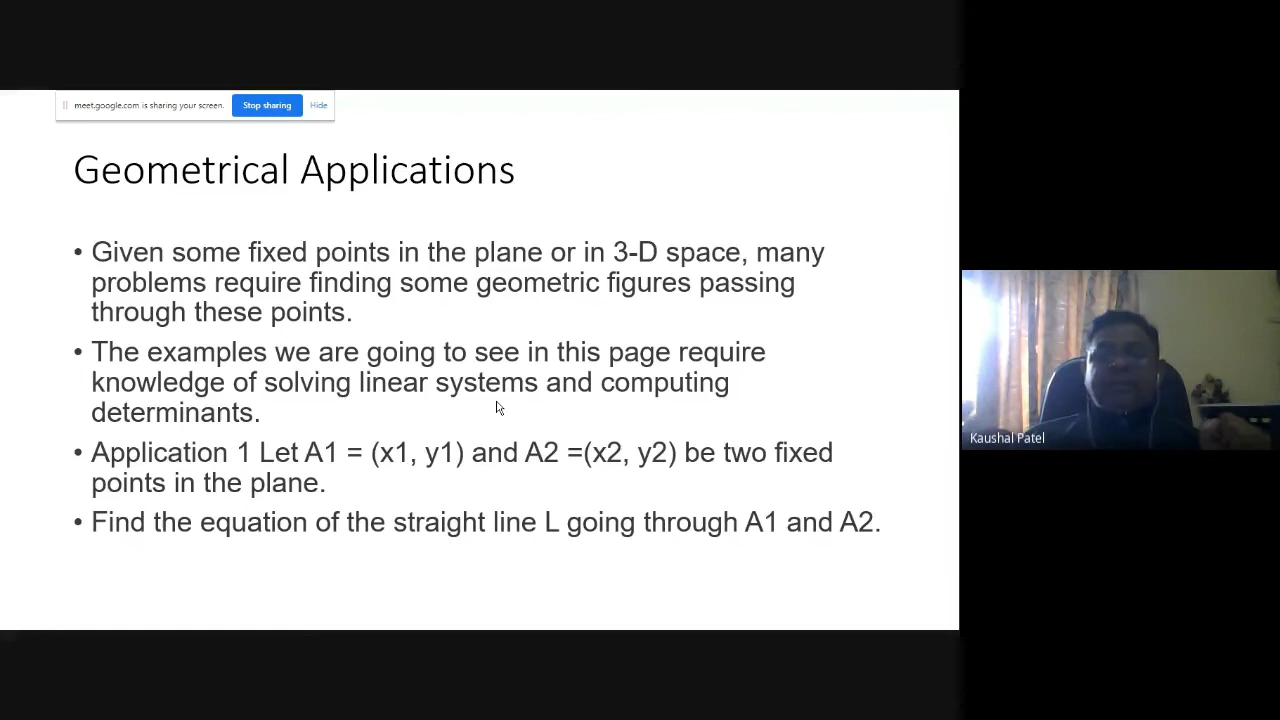 meet.google.com is sharing your screen. Stop sharing Hide
Geometrical Applications
• Given some fixed points in the plane or in 3-D space, many
problems require finding some geometric figures passing
through these points.
• The examples we are going to see in this page require
knowledge of solving linear systems and computing
determinants.
• Application 1 Let A1 = (x1, y1) and A2 =(x2, y2) be two fixed
points in the plane.
• Find the equation of the straight line L going through A1 and A2.
Kaushal Patel